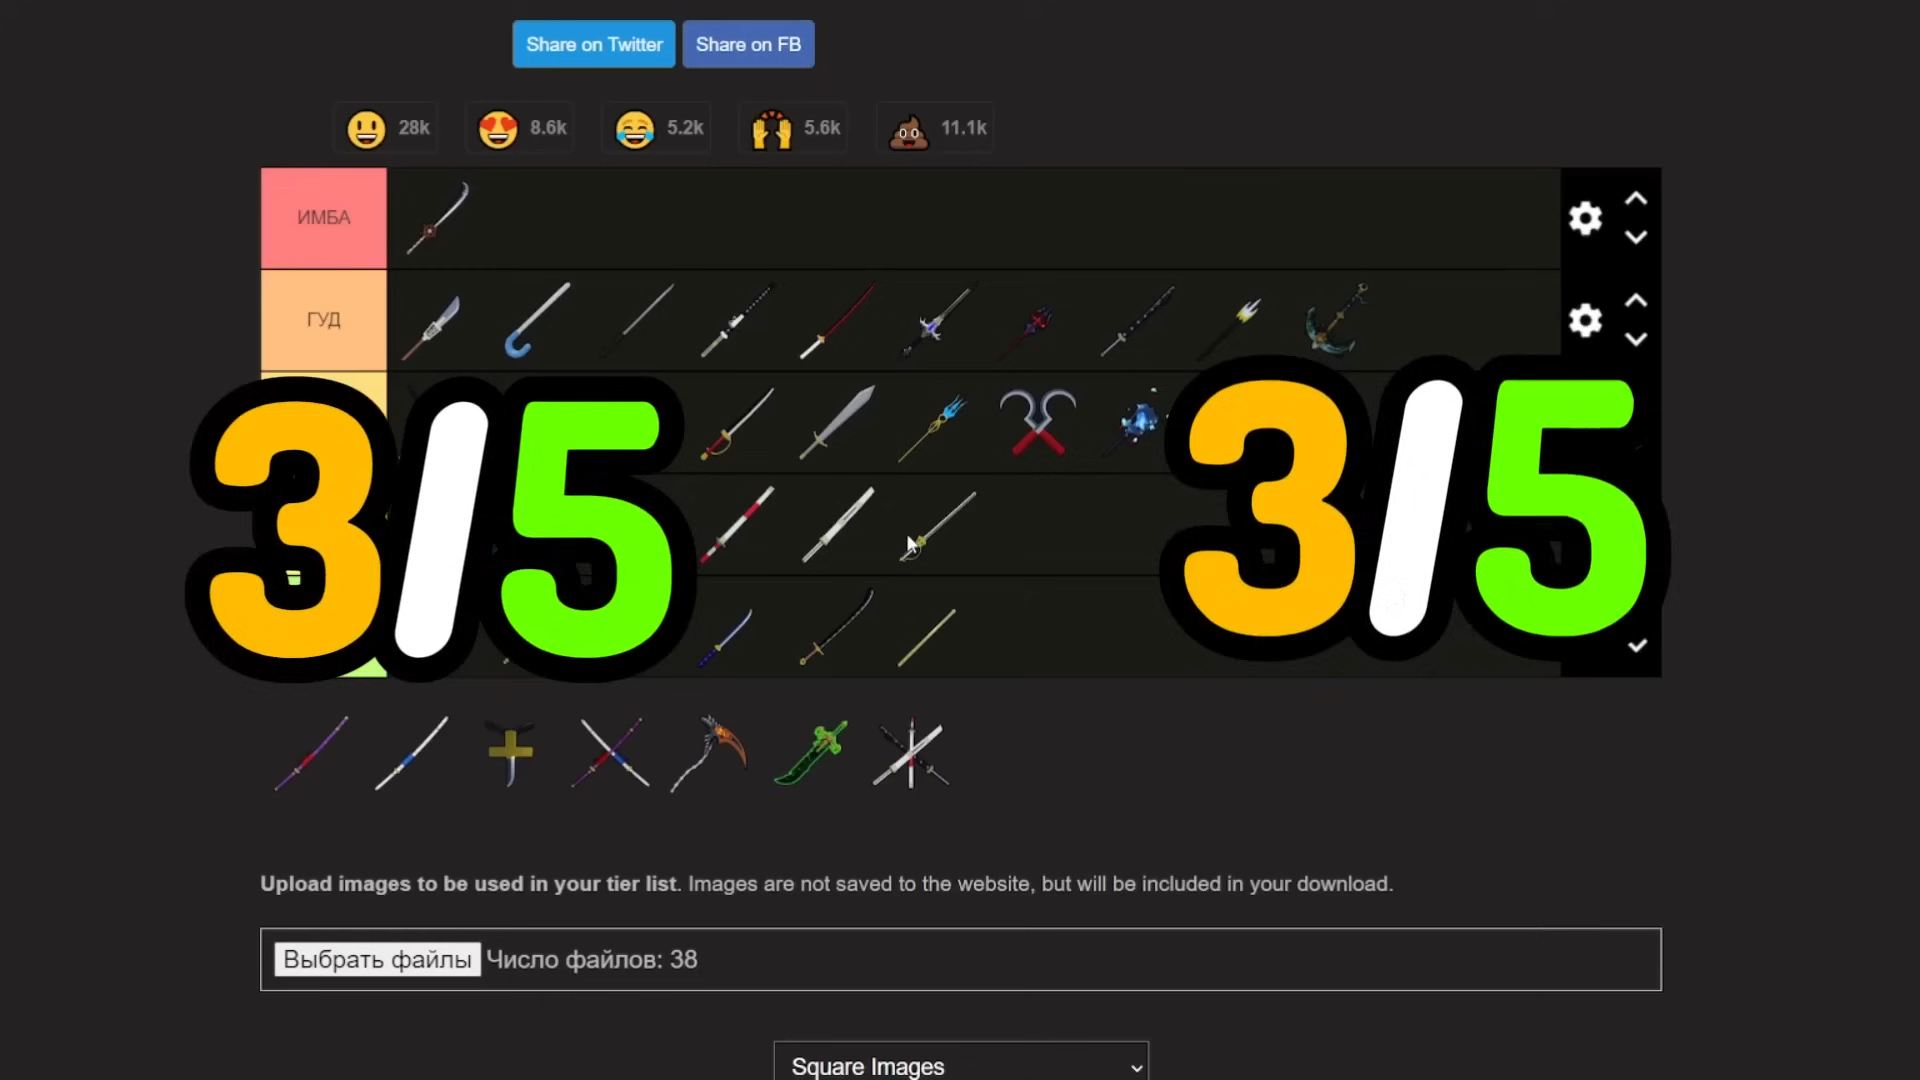 Share on Twitter Share on FB
28k 8.6k 5.2k 5.6k 11.1k
ИМБА
ГУД
3/5 3/5
Upload images to be used in your tier list. Images are not saved to the website, but will be included in your download.
Выбрать файлы Число файлов: 38
Square Images